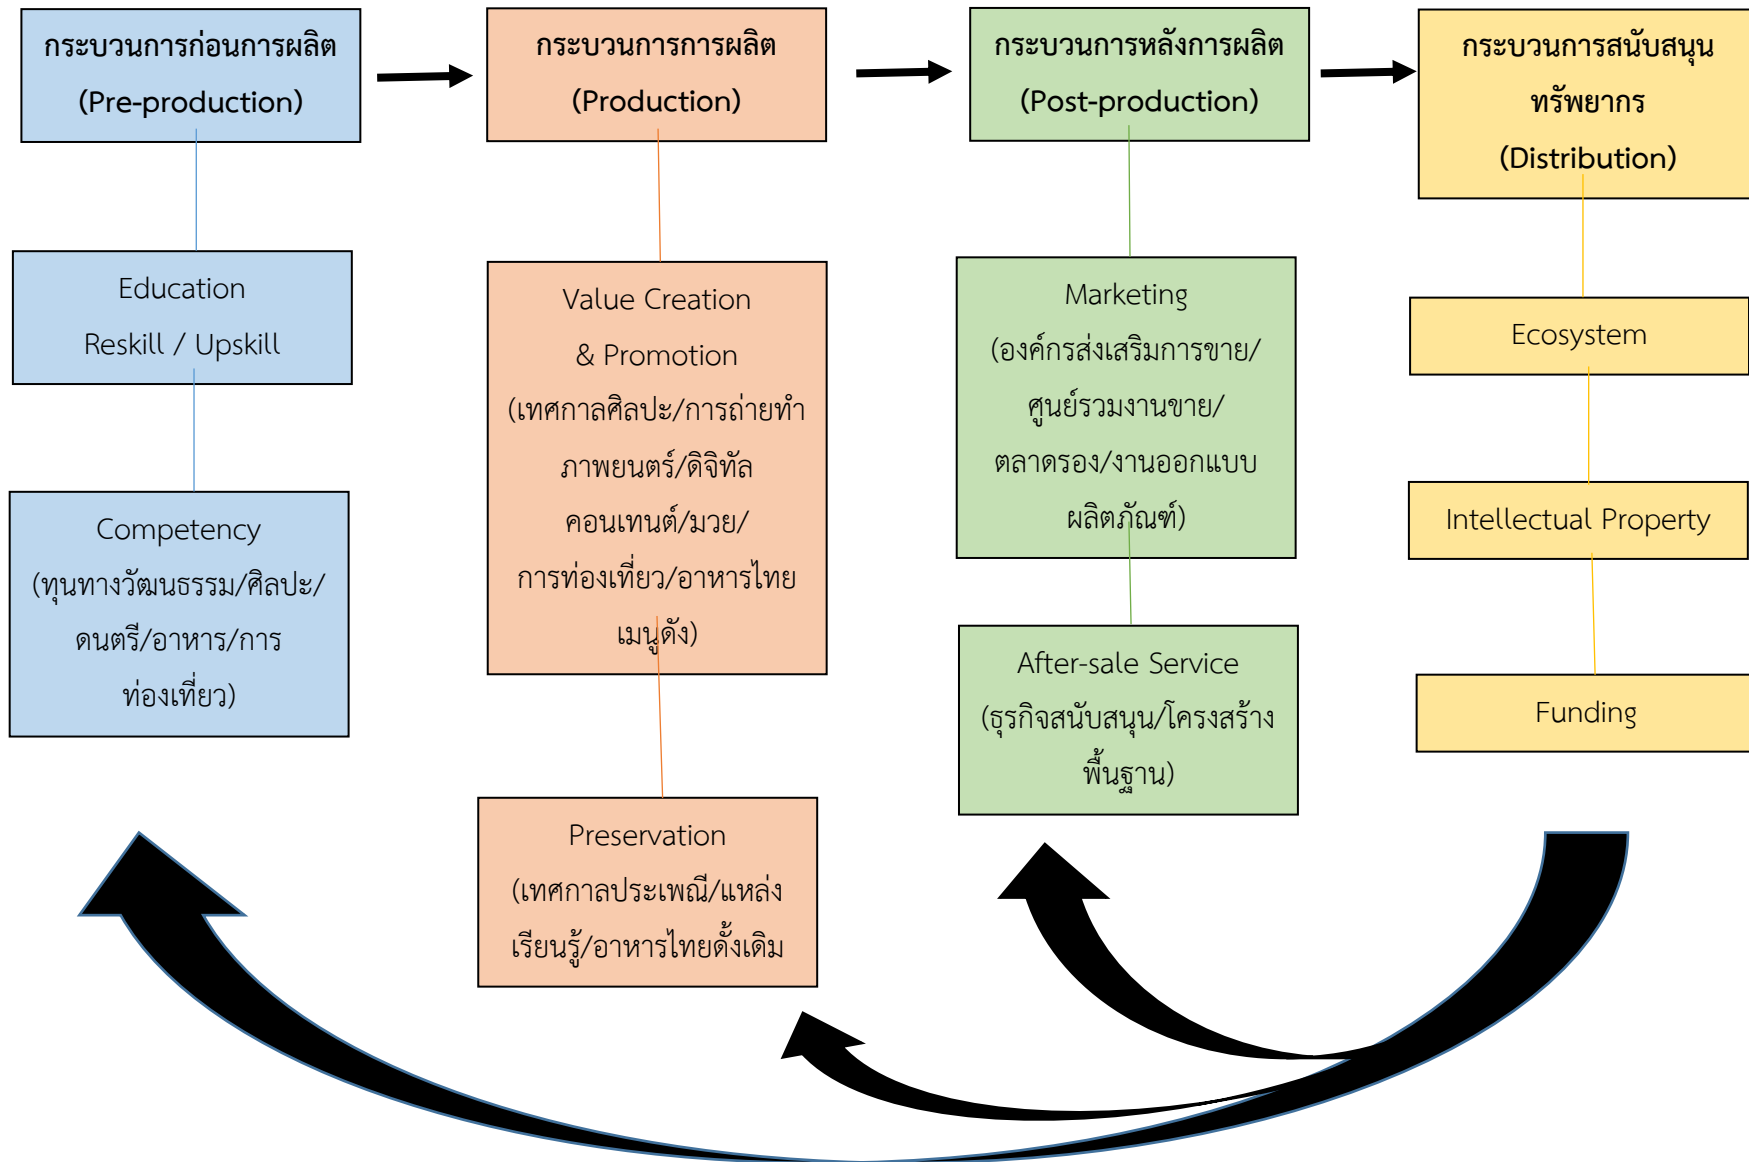 กระบวนการก่อนการผลิต
(Pre-production)
Education
Reskill / Upskill
Competency
(ทุนทางวัฒนธรรม/ศิลปะ/
ดนตรี/อาหาร/การ
ท่องเที่ยว)
กระบวนการการผลิต
(Production)
Value Creation
& Promotion
(เทศกาลศิลปะ/การถ่ายทำ
ภาพยนตร์/ดิจิทัล
คอนเทนต์/มวย/
การท่องเที่ยว/อาหารไทย
เมนูดัง)
Preservation
(เทศกาลประเพณี/แหล่ง
เรียนรู้/อาหารไทยดั้งเดิม
กระบวนการหลังการผลิต
(Post-production)
Marketing
(องค์กรส่งเสริมการขาย/
ศูนย์รวมงานขาย/
ตลาดรอง/งานออกแบบ
ผลิตภัณฑ์)
After-sale Service
(ธุรกิจสนับสนุน/โครงสร้าง
พื้นฐาน)
กระบวนการสนับสนุน
ทรัพยากร
(Distribution)
Ecosystem
Intellectual Property
Funding